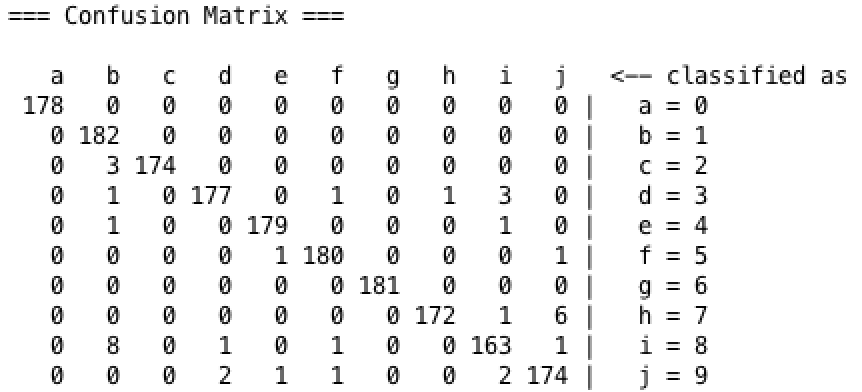 === Confusion Matrix ===
a b c d e f g h i j <-- classified as
178 0 0 0 0 0 0 0 0 0 | a = 0
0 182 0 0 0 0 0 0 0 0 | b = 1
0 3 174 0 0 0 0 0 0 0 | c = 2
0 1 0 177 0 1 0 1 3 0 | d = 3
0 1 0 0 179 0 0 0 1 0 | e = 4
0 0 0 0 1 180 0 0 0 1 | f = 5
0 0 0 0 0 0 181 0 0 0 | g = 6
0 0 0 0 0 0 0 172 1 6 | h = 7
0 8 0 1 0 1 0 0 163 1 | i = 8
0 0 0 2 1 1 0 0 2 174 | j = 9